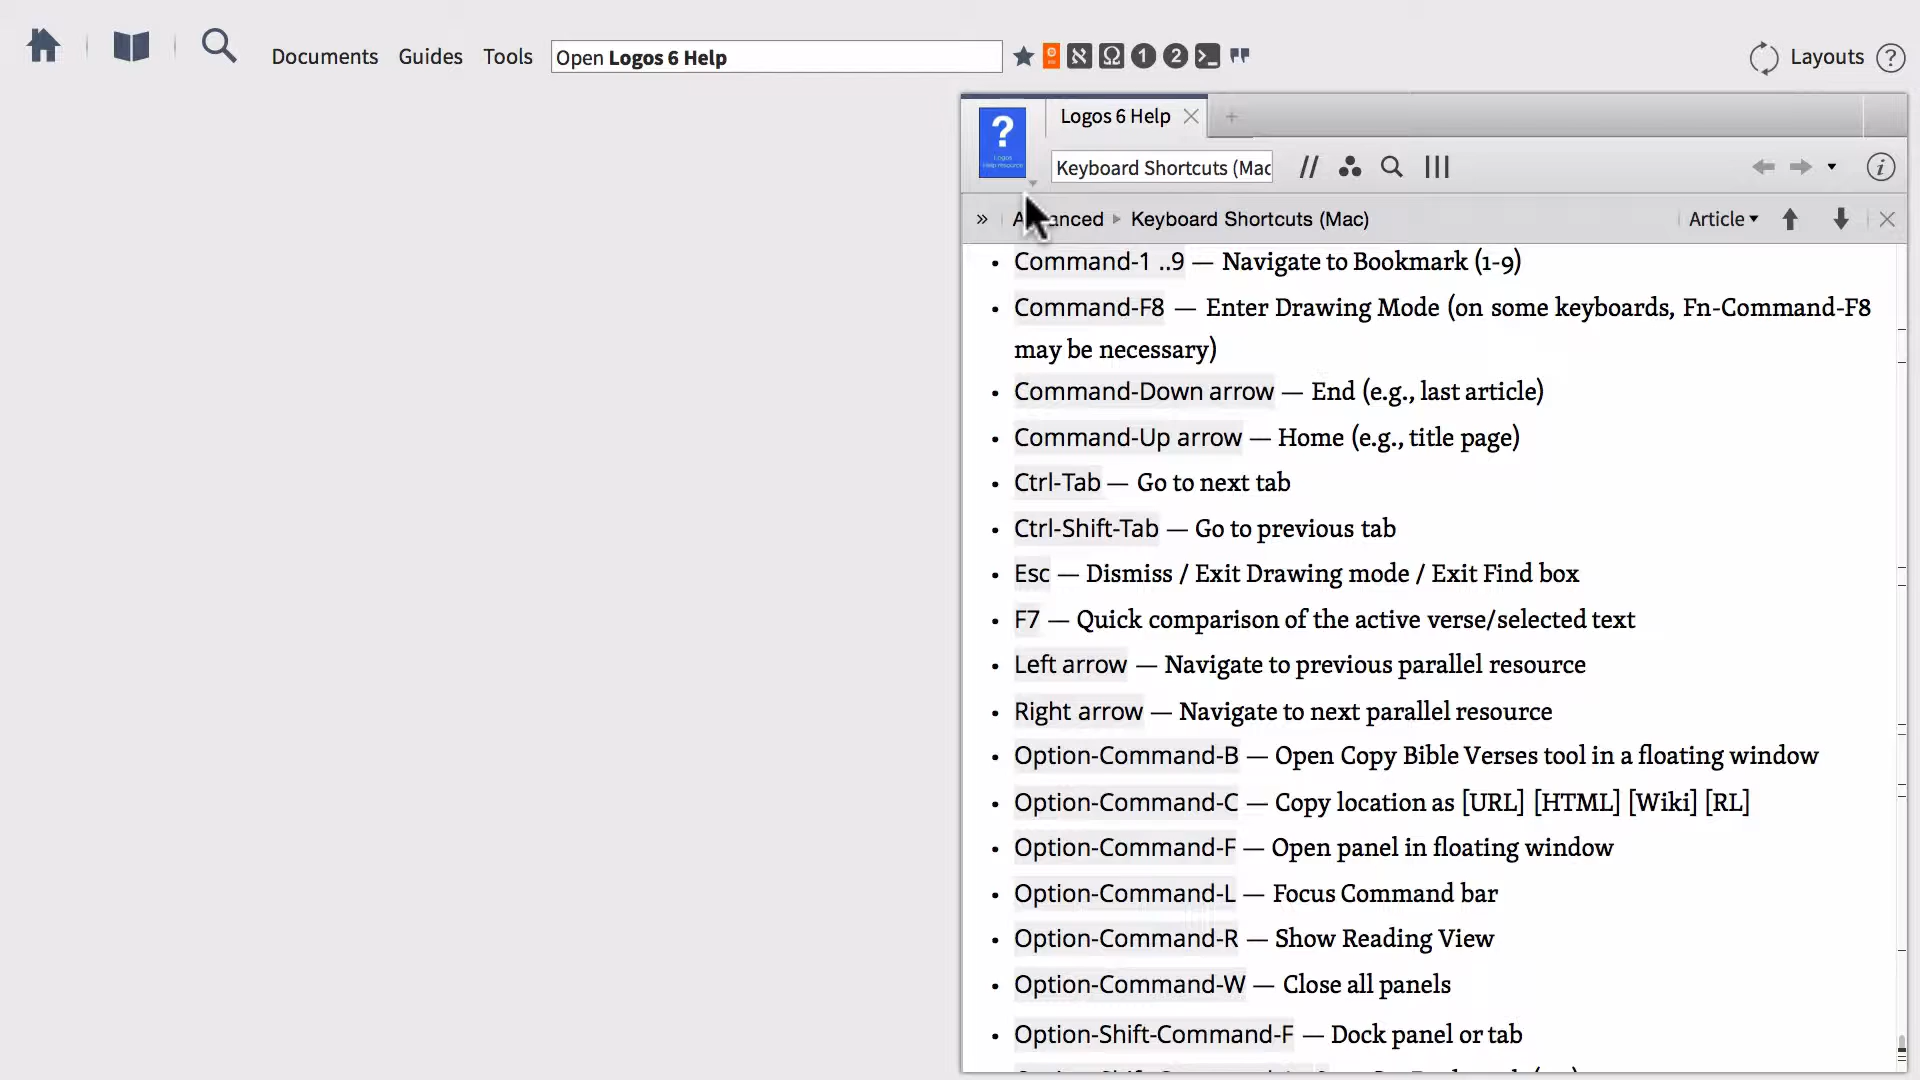 Documents Guides Tools Open Logos 6 Help Layouts
Logos 6 Help
Keyboard Shortcuts (Mac
Keyboard Shortcuts (Mac) Article
• Command-1 ..9 — Navigate to Bookmark (1-9)
• Command-F8 — Enter Drawing Mode (on some keyboards, Fn-Command-F8
may be necessary)
• Command-Down arrow — End (e.g., last article)
• Command-Up arrow — Home (e.g., title page)
• Ctrl-Tab — Go to next tab
• Ctrl-Shift-Tab — Go to previous tab
• Esc — Dismiss / Exit Drawing mode / Exit Find box
• F7 — Quick comparison of the active verse/selected text
• Left arrow — Navigate to previous parallel resource
• Right arrow — Navigate to next parallel resource
• Option-Command-B — Open Copy Bible Verses tool in a floating window
• Option-Command-C — Copy location as [URL] [HTML] [Wiki] [RL]
• Option-Command-F — Open panel in floating window
• Option-Command-L — Focus Command bar
• Option-Command-R — Show Reading View
• Option-Command-W — Close all panels
• Option-Shift-Command-F — Dock panel or tab